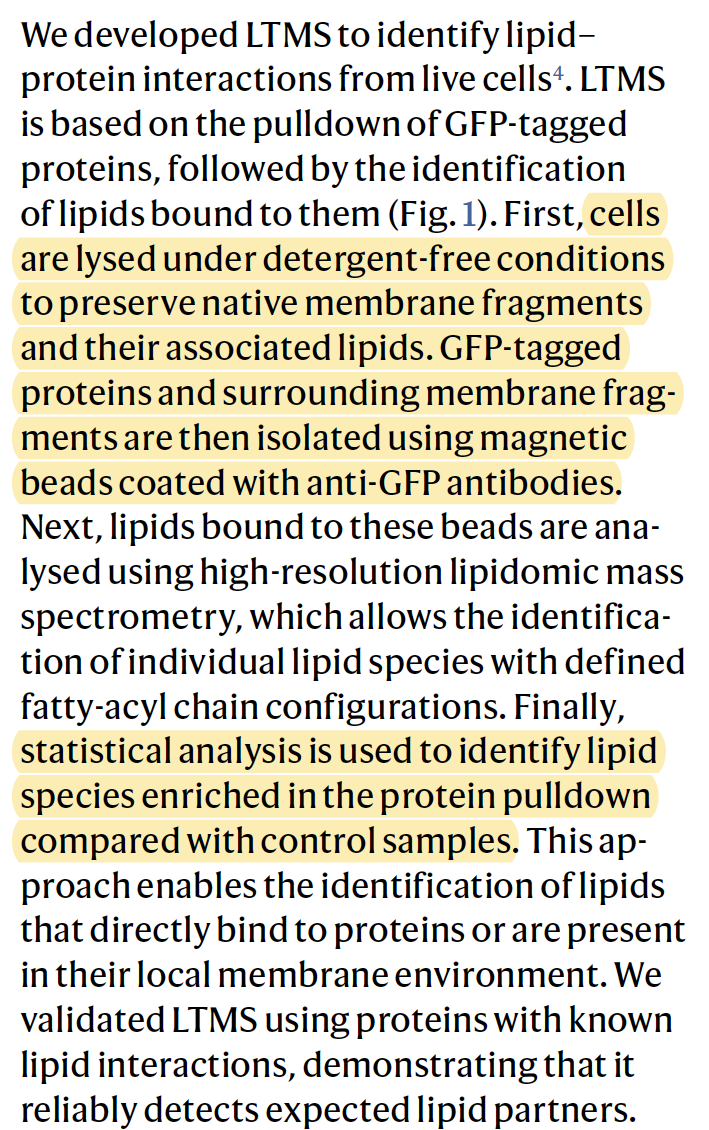 We developed LTMS to identify lipid–
protein interactions from live cells⁴. LTMS
is based on the pulldown of GFP-tagged
proteins, followed by the identification
of lipids bound to them (Fig. 1). First, cells
are lysed under detergent-free conditions
to preserve native membrane fragments
and their associated lipids. GFP-tagged
proteins and surrounding membrane frag-
ments are then isolated using magnetic
beads coated with anti-GFP antibodies.
Next, lipids bound to these beads are ana-
lysed using high-resolution lipidomic mass
spectrometry, which allows the identifica-
tion of individual lipid species with defined
fatty-acyl chain configurations. Finally,
statistical analysis is used to identify lipid
species enriched in the protein pulldown
compared with control samples. This ap-
proach enables the identification of lipids
that directly bind to proteins or are present
in their local membrane environment. We
validated LTMS using proteins with known
lipid interactions, demonstrating that it
reliably detects expected lipid partners.